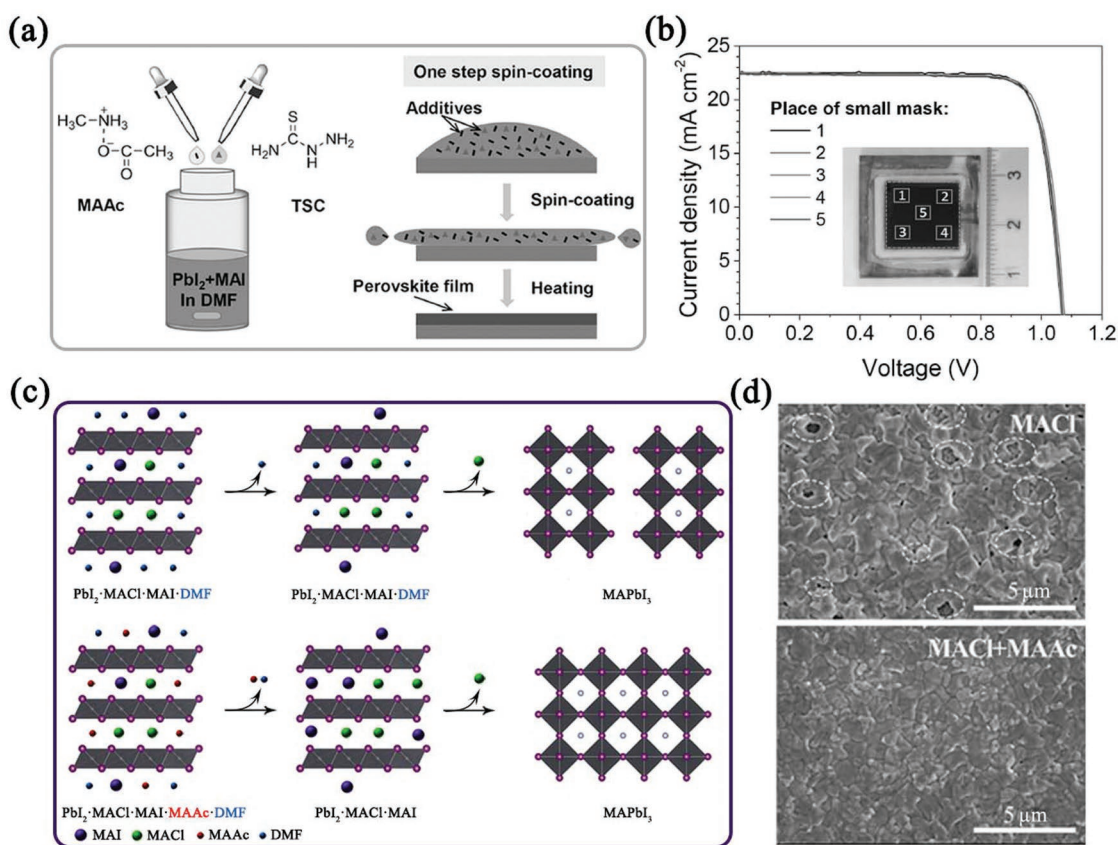 (a)
H₃C
+
NH₃
O⁻
CH₃
O
MAAc
S
H₂N
N
H
NH₂
TSC
PbI₂+MAI
In DMF
One step spin-coating
Additives
Spin-coating
Perovskite film
Heating
(b)
Current density (mA cm⁻²)
25
20
15
10
5
0
0.0 0.2 0.4 0.6 0.8 1.0 1.2
Voltage (V)
Place of small mask:
1
2
3
4
5
1 2
5
3 4
3
2
1
(c)
PbI₂·MACl·MAI·DMF
PbI₂·MACl·MAI·DMF
MAPbI₃
PbI₂·MACl·MAI·MAAc·DMF
PbI₂·MACl·MAI
MAPbI₃
MAI MACl MAAc DMF
(d)
MACl
5 µm
MACl+MAAc
5 µm